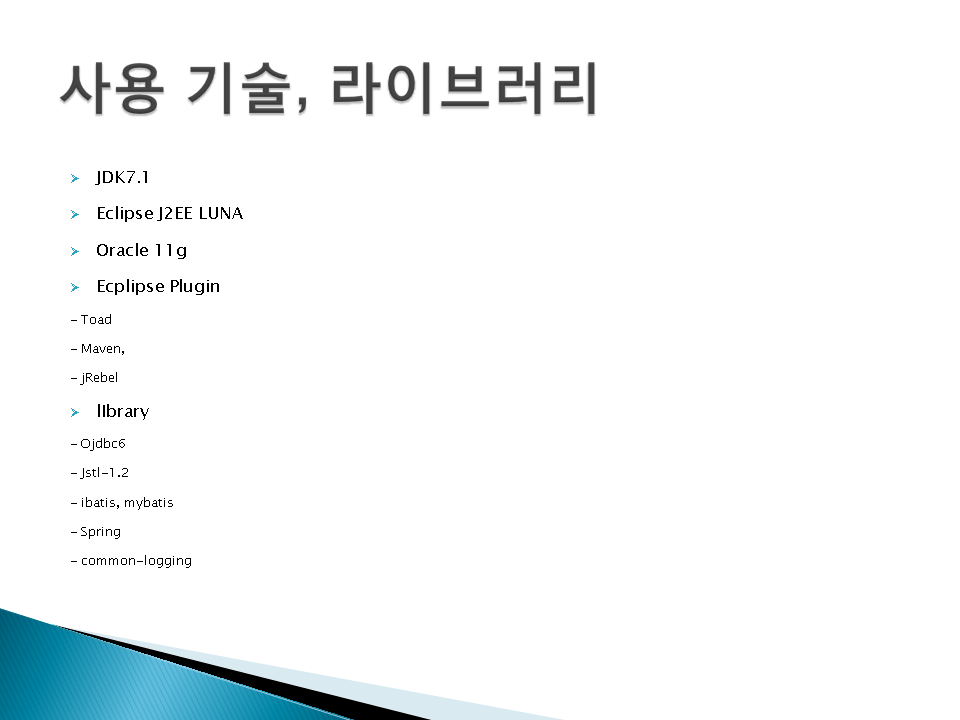 사용 기술, 라이브러리
➢ JDK7.1
➢ Eclipse J2EE LUNA
➢ Oracle 11g
➢ Ecplipse Plugin
- Toad
- Maven,
- jRebel
➢ lIbrary
- Ojdbc6
- Jstl-1.2
- ibatis, mybatis
- Spring
- common-logging